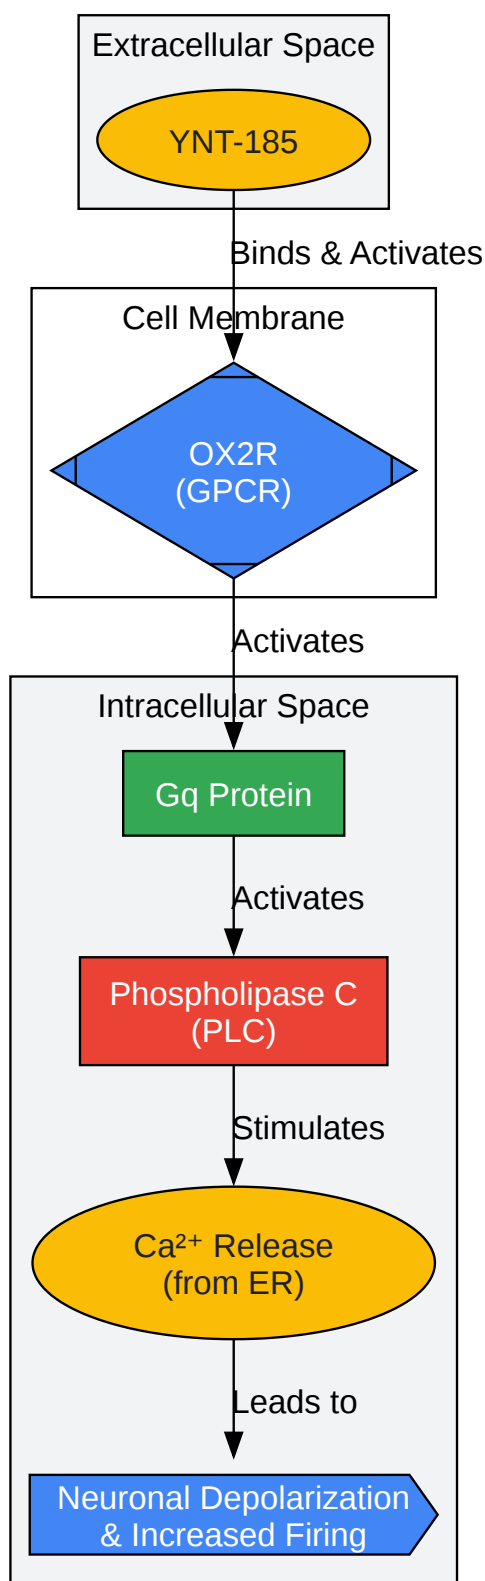 Extracellular Space
YNT-185
Binds & Activates
Cell Membrane
OX2R
(GPCR)
Activates
Intracellular Space
Gq Protein
Activates
Phospholipase C
(PLC)
Stimulates
Ca²⁺ Release
(from ER)
Leads to
Neuronal Depolarization
& Increased Firing